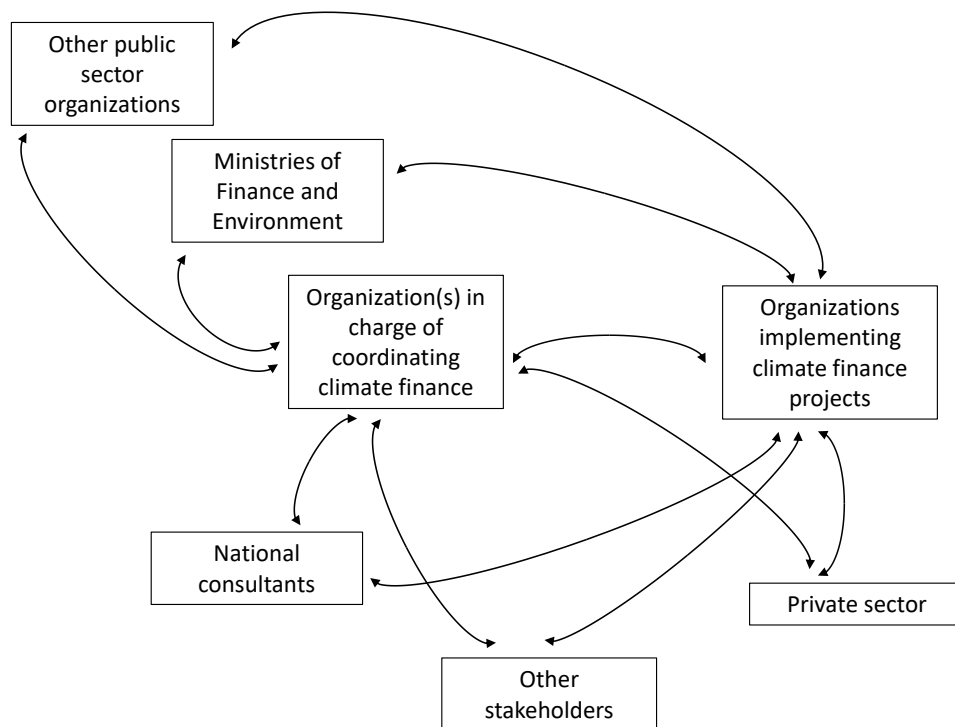 Other public
sector
organizations
Ministries of
Finance and
Environment
Organization(s) in
charge of
coordinating
climate finance
Organizations
implementing
climate finance
projects
National
consultants
Private sector
Other
stakeholders